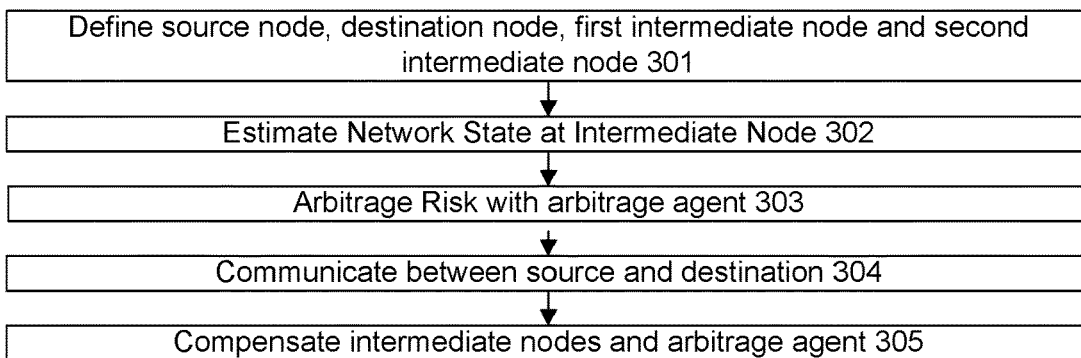 Define source node, destination node, first intermediate node and second
intermediate node 301
Estimate Network State at Intermediate Node 302
Arbitrage Risk with arbitrage agent 303
Communicate between source and destination 304
Compensate intermediate nodes and arbitrage agent 305